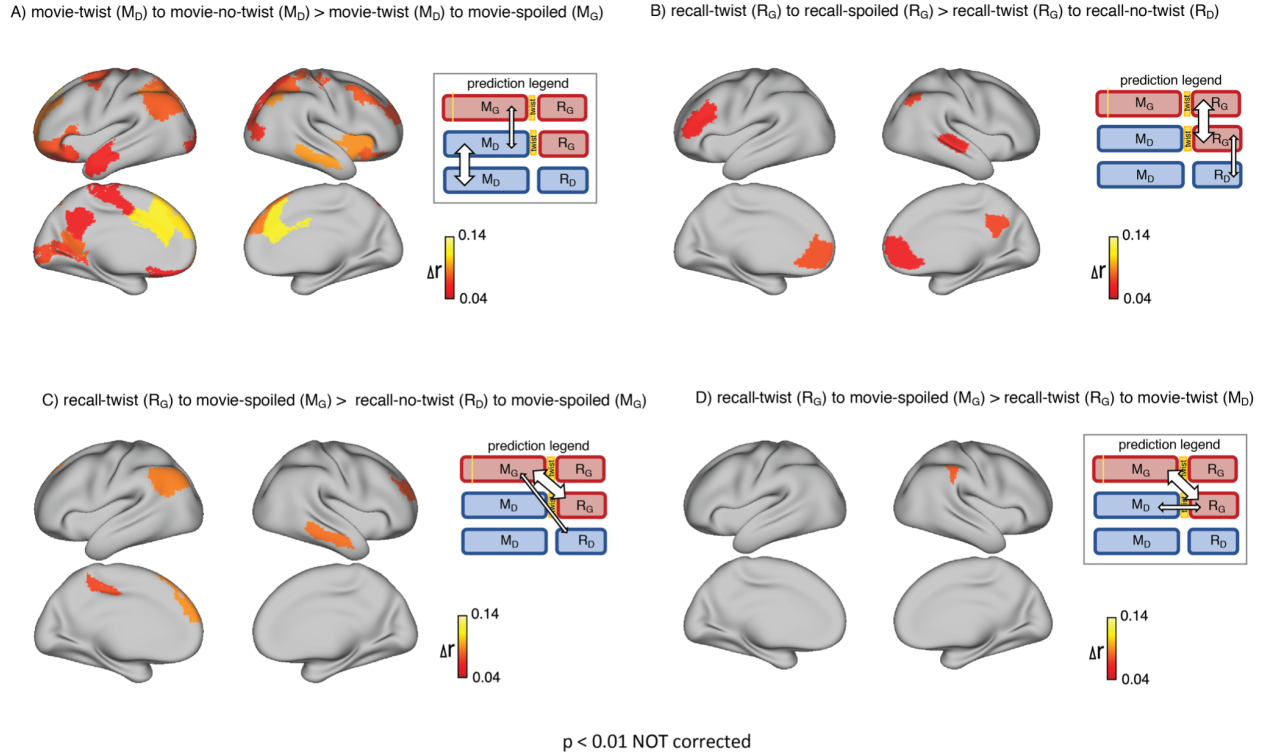 A) movie-twist (MD) to movie-no-twist (MD) > movie-twist (MD) to movie-spoiled (MG)
prediction legend
MG twist RG
MD twist RG
MD RD
0.14
Δr
0.04
B) recall-twist (RG) to recall-spoiled (RG) > recall-twist (RG) to recall-no-twist (RD)
prediction legend
MG twist RG
MD twist RG
MD RD
0.14
Δr
0.04
C) recall-twist (RG) to movie-spoiled (MG) > recall-no-twist (RD) to movie-spoiled (MG)
prediction legend
MG twist RG
MD twist RG
MD RD
0.14
Δr
0.04
D) recall-twist (RG) to movie-spoiled (MG) > recall-twist (RG) to movie-twist (MD)
prediction legend
MG twist RG
MD RG
MD RD
0.14
Δr
0.04
p < 0.01 NOT corrected